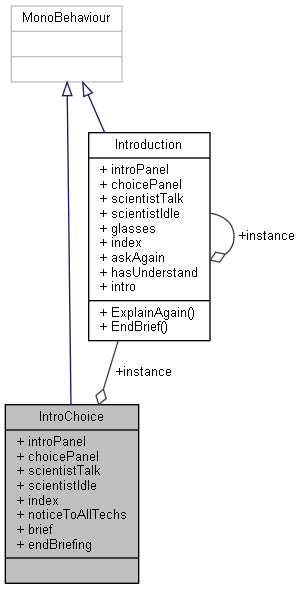 MonoBehaviour
Introduction
+ introPanel
+ choicePanel
+ scientistTalk
+ scientistIdle
+ glasses
+ index
+ askAgain
+ hasUnderstand
+ intro
+ ExplainAgain()
+ EndBrief()
+instance
+instance
IntroChoice
+ introPanel
+ choicePanel
+ scientistTalk
+ scientistIdle
+ index
+ noticeToAllTechs
+ brief
+ endBriefing